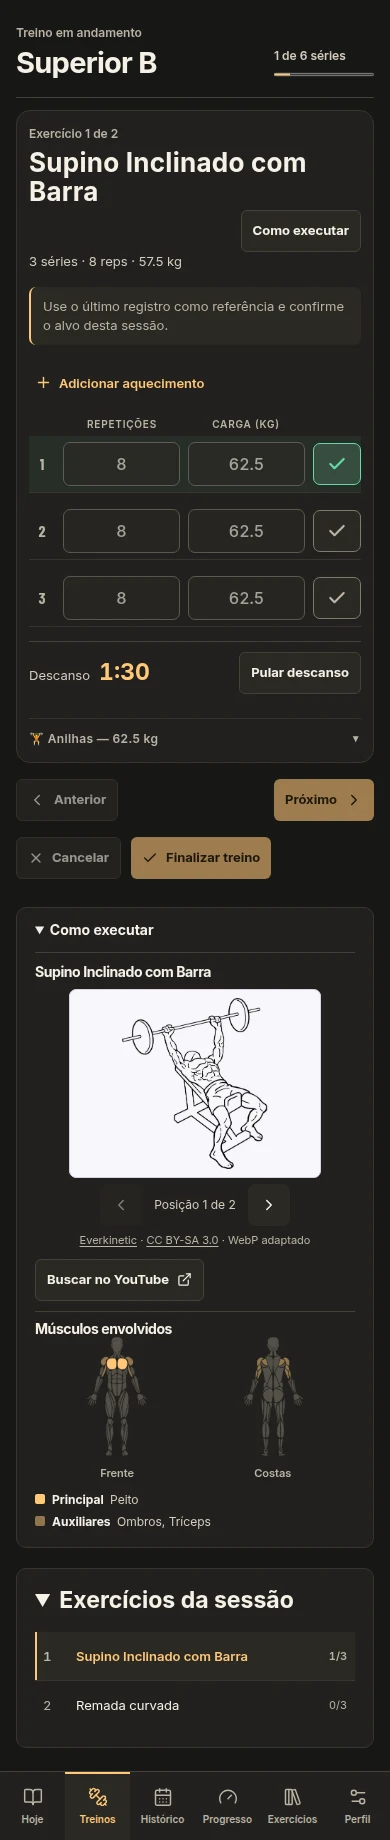 Treino em andamento
Superior B
1 de 6 séries
Exercício 1 de 2
Supino Inclinado com
Barra
Como executar
3 séries · 8 reps · 57.5 kg
Use o último registro como referência e confirme
o alvo desta sessão.
Adicionar aquecimento
REPETIÇÕES CARGA (KG)
1 8 62.5
2 8 62.5
3 8 62.5
Descanso 1:30
Pular descanso
Anilhas — 62.5 kg
Anterior
Próximo
Cancelar
Finalizar treino
Como executar
Supino Inclinado com Barra
Posição 1 de 2
Everkinetic · CC BY-SA 3.0 · WebP adaptado
Buscar no YouTube
Músculos envolvidos
Frente
Costas
Principal Peito
Auxiliares Ombros, Tríceps
Exercícios da sessão
1 Supino Inclinado com Barra 1/3
2 Remada curvada 0/3
Hoje Treinos Histórico Progresso Exercícios Perfil